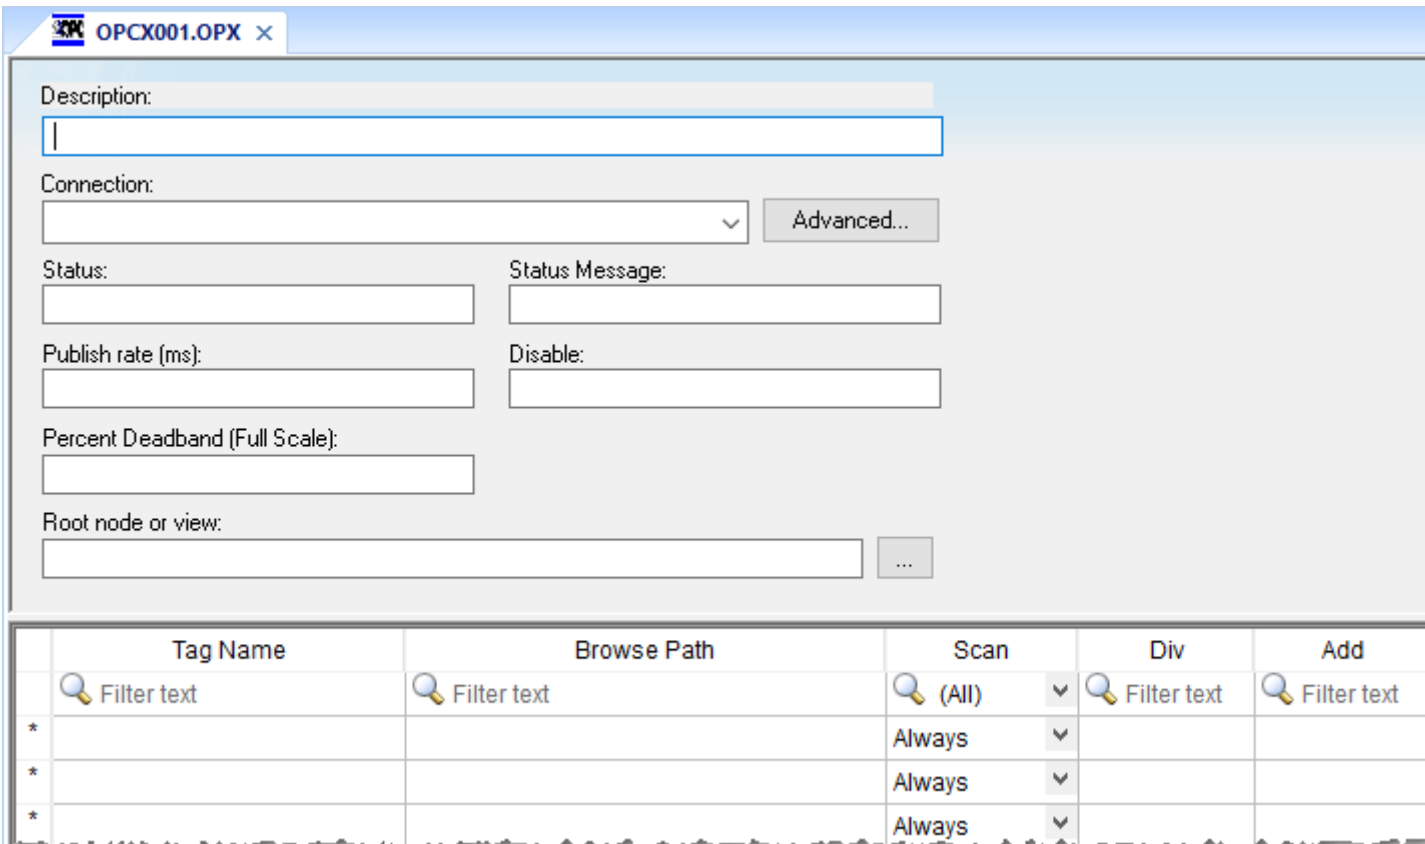 OPCX001.OPX
Description:
Connection:
Advanced...
Status: Status Message:
Publish rate (ms): Disable:
Percent Deadband (Full Scale):
Root node or view:
...
Tag Name Browse Path Scan Div Add
Filter text Filter text (All) Filter text Filter text
* Always
* Always
* Always